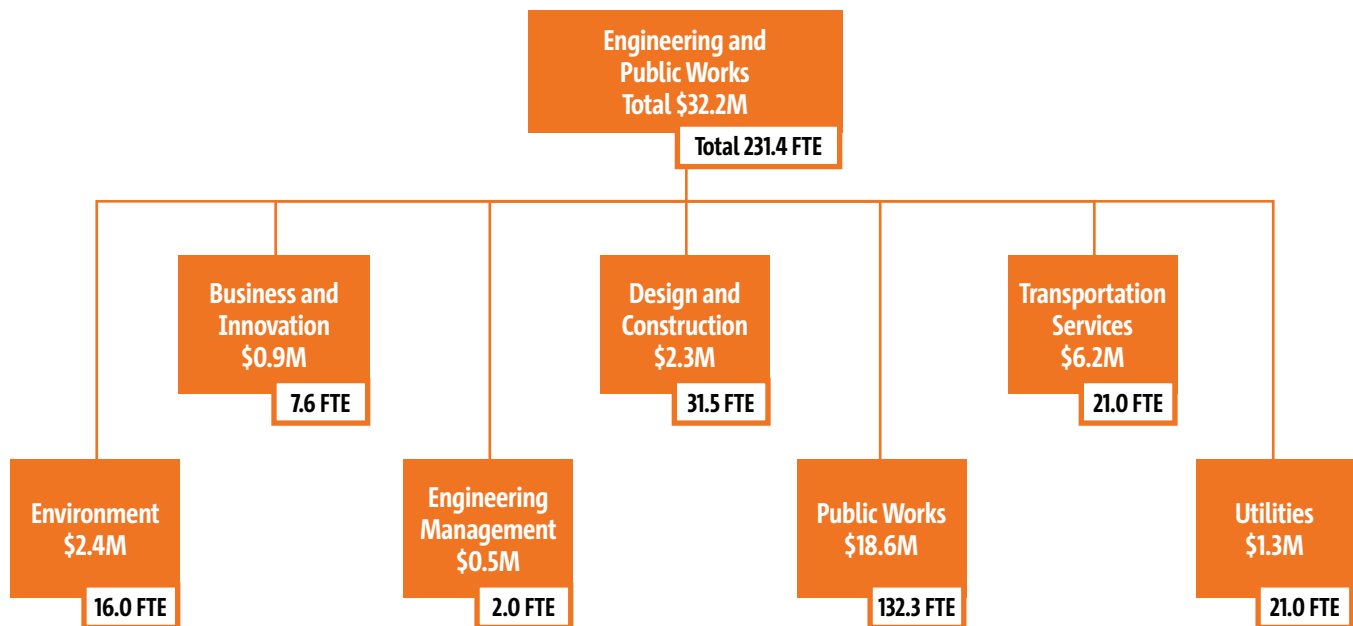 Engineering and
Public Works
Total $32.2M
Total 231.4 FTE
Business and
Innovation
$0.9M
7.6 FTE
Design and
Construction
$2.3M
31.5 FTE
Transportation
Services
$6.2M
21.0 FTE
Environment
$2.4M
16.0 FTE
Engineering
Management
$0.5M
2.0 FTE
Public Works
$18.6M
132.3 FTE
Utilities
$1.3M
21.0 FTE